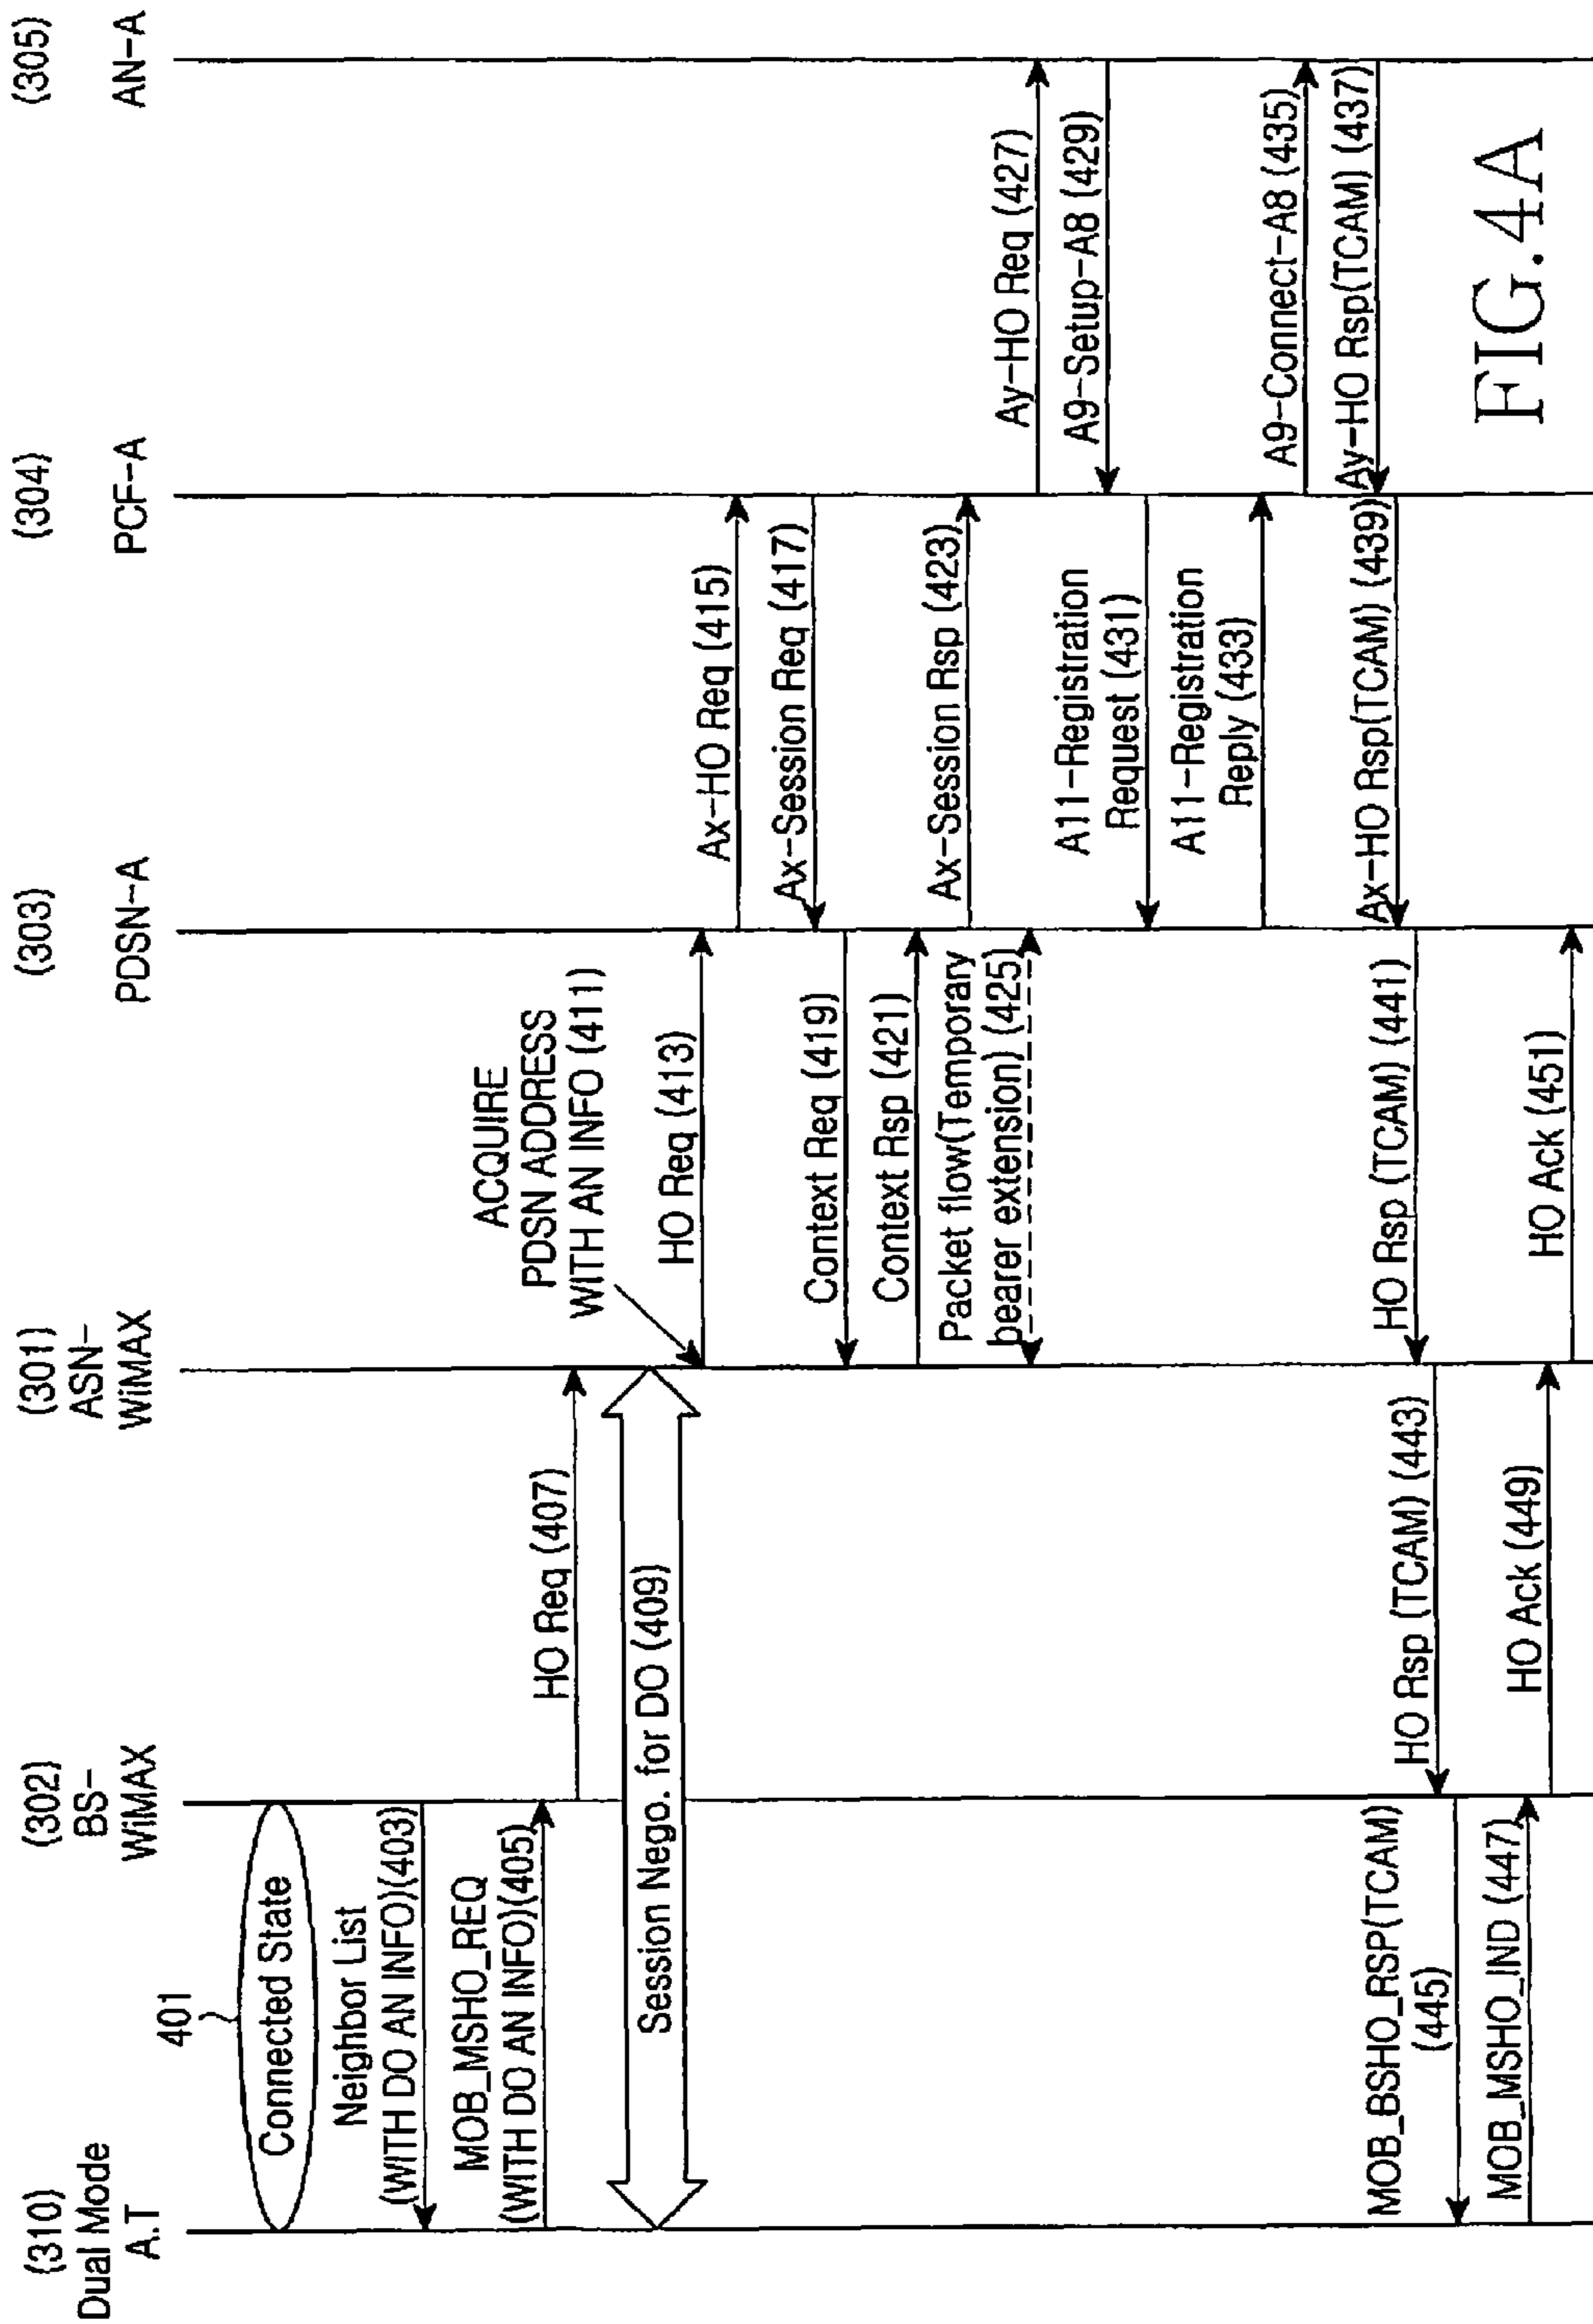 (310)
Dual Mode
A.T
(302)
BS-
WiMAX
(301)
ASN-
WiMAX
(303)
PDSN-A
(304)
PCF-A
(305)
AN-A
401
Connected State
Neighbor List
(WITH DO AN INFO)(403)
MOB_MSHO_REQ
(WITH DO AN INFO)(405)
HO Req (407)
Session Nego. for DO (409)
ACQUIRE
PDSN ADDRESS
WITH AN INFO (411)
HO Req (413)
Ax-HO Req (415)
Ax-Session Req (417)
Context Req (419)
Context Rsp (421)
Ax-Session Rsp (423)
Packet flow(Temporary
bearer extension) (425)
Ay-HO Req (427)
A9-Setup-A8 (429)
A11-Registration
Request (431)
A11-Registration
Reply (433)
A9-Connect-A8 (435)
Ay-HO Rsp(TCAM) (437)
Ax-HO Rsp(TCAM) (439)
HO Rsp (TCAM) (441)
HO Rsp (TCAM) (443)
MOB_BSHO_RSP(TCAM)
(445)
MOB_MSHO_IND (447)
HO Ack (449)
HO Ack (451)
FIG.4A